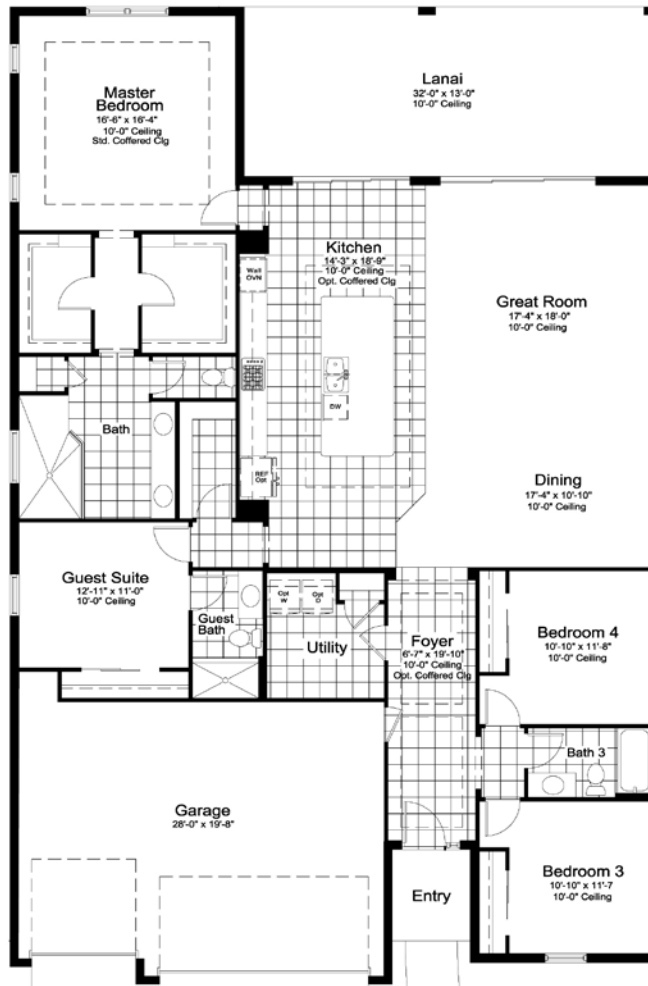 Master
Bedroom
16'-6" x 16'-4"
10'-0" Ceiling
Std. Coffered Clg
Lanai
32'-0" x 13'-0"
10'-0" Ceiling
Kitchen
14'-3" x 18'-9"
10'-0" Ceiling
Opt. Coffered Clg
Wall
OVN
Great Room
17'-4" x 18'-0"
10'-0" Ceiling
DW
Bath
REF
Opt
Dining
17'-4" x 10'-10"
10'-0" Ceiling
Guest Suite
12'-11" x 11'-0"
10'-0" Ceiling
Opt
W
Opt
D
Guest
Bath
Utility
Foyer
6'-7" x 19'-10"
10'-0" Ceiling
Opt. Coffered Clg
Bedroom 4
10'-10" x 11'-8"
10'-0" Ceiling
Bath 3
Garage
28'-0" x 19'-8"
Entry
Bedroom 3
10'-10" x 11'-7
10'-0" Ceiling